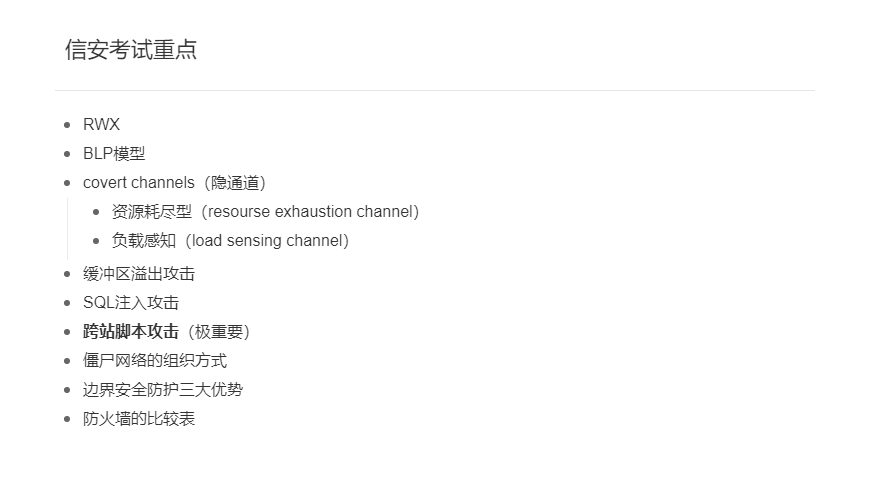 信安考试重点
RWX
BLP模型
covert channels（隐通道）
资源耗尽型（resourse exhaustion channel）
负载感知（load sensing channel）
缓冲区溢出攻击
SQL注入攻击
跨站脚本攻击（极重要）
僵尸网络的组织方式
边界安全防护三大优势
防火墙的比较表